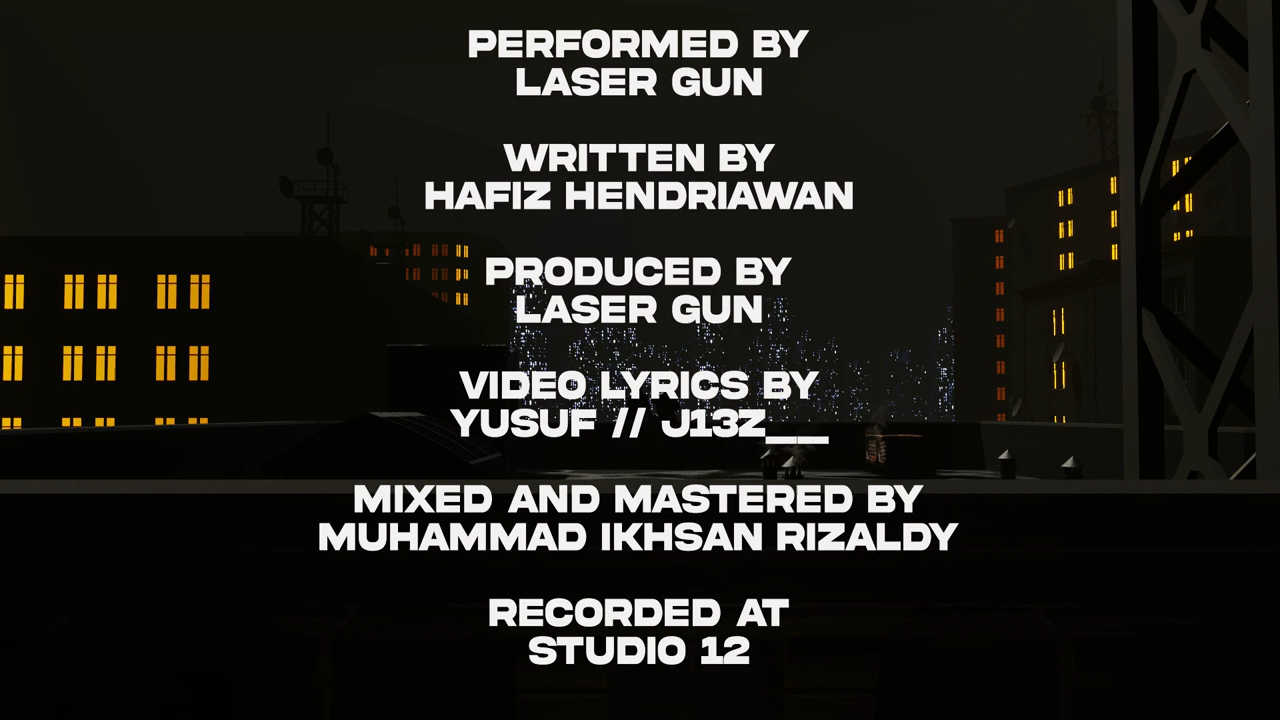 PERFORMED BY
LASER GUN
WRITTEN BY
HAFIZ HENDRIAWAN
PRODUCED BY
LASER GUN
VIDEO LYRICS BY
YUSUF // J13Z__
MIXED AND MASTERED BY
MUHAMMAD IKHSAN RIZALDY
RECORDED AT
STUDIO 12